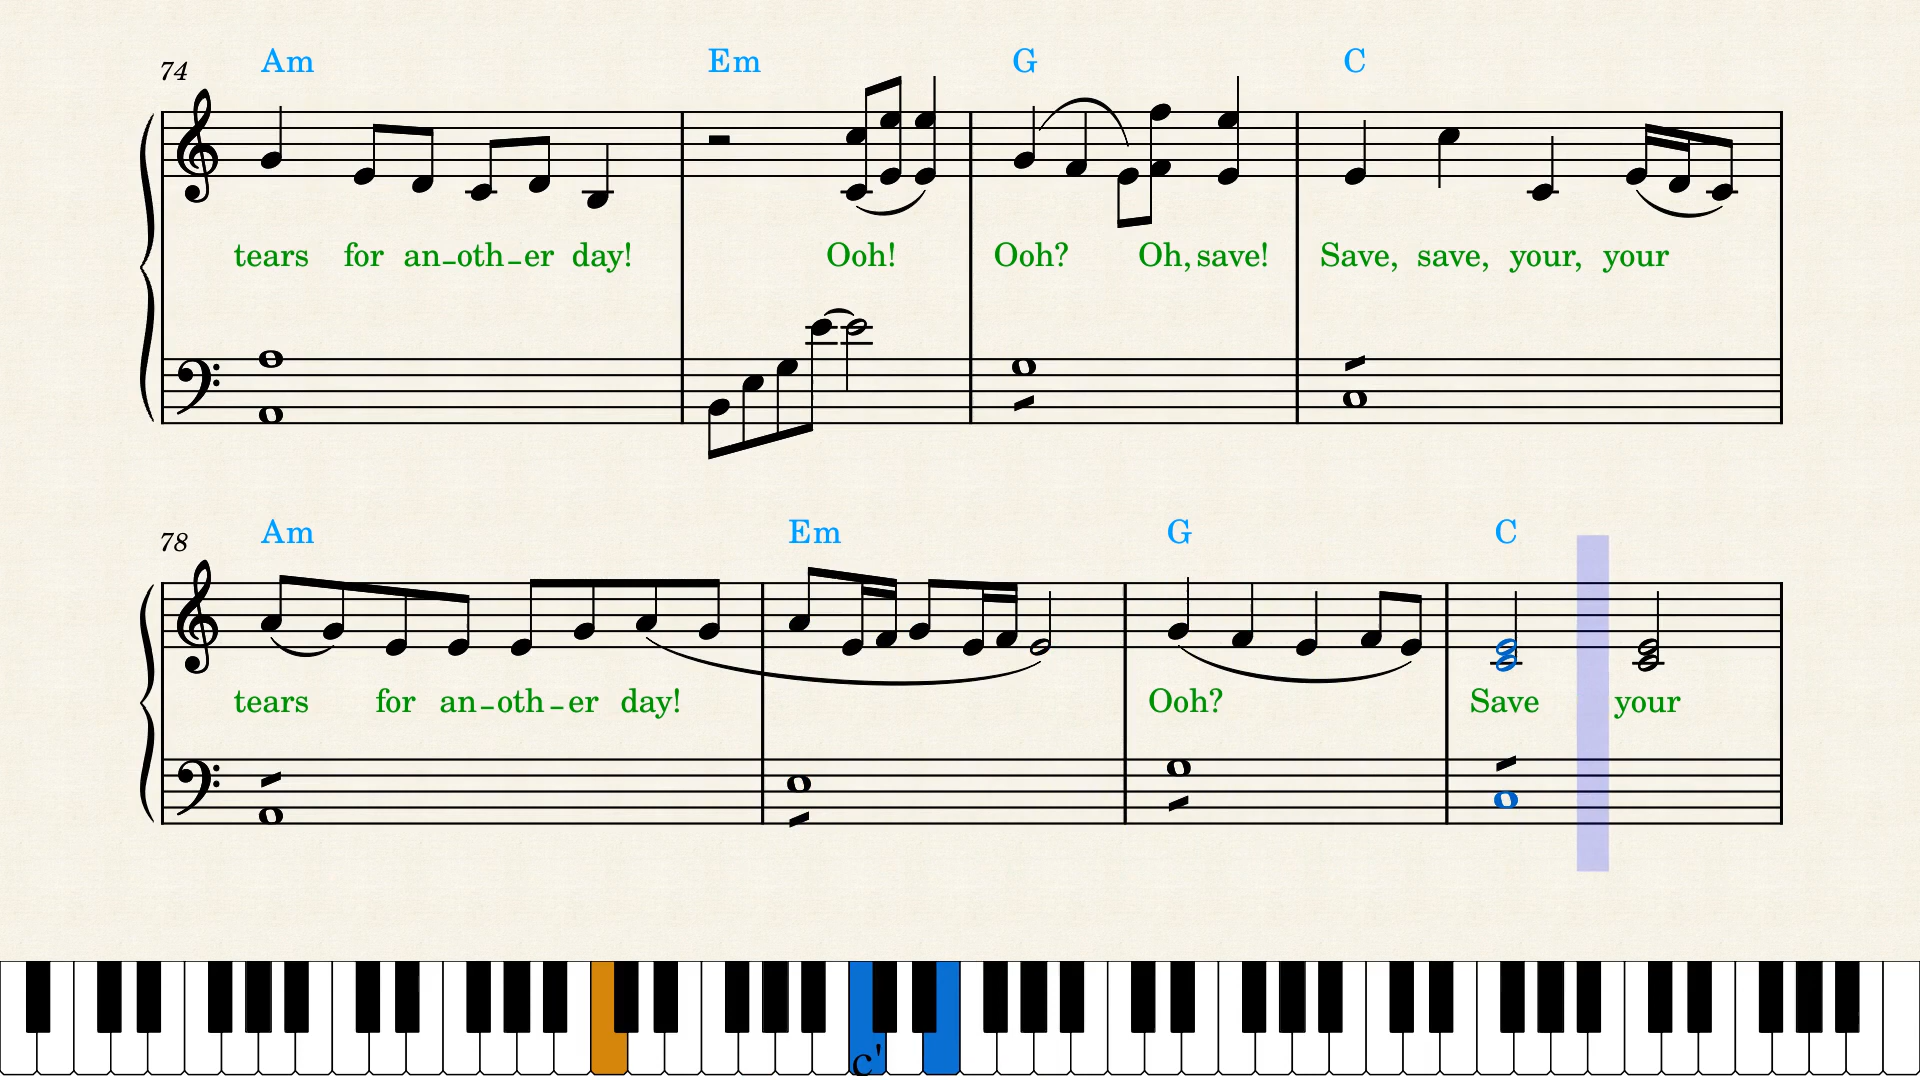 74 Am Em G C
tears for an–oth–er day! Ooh! Ooh? Oh, save! Save, save, your, your
78 Am Em G C
tears for an–oth–er day! Ooh? Save your
c'